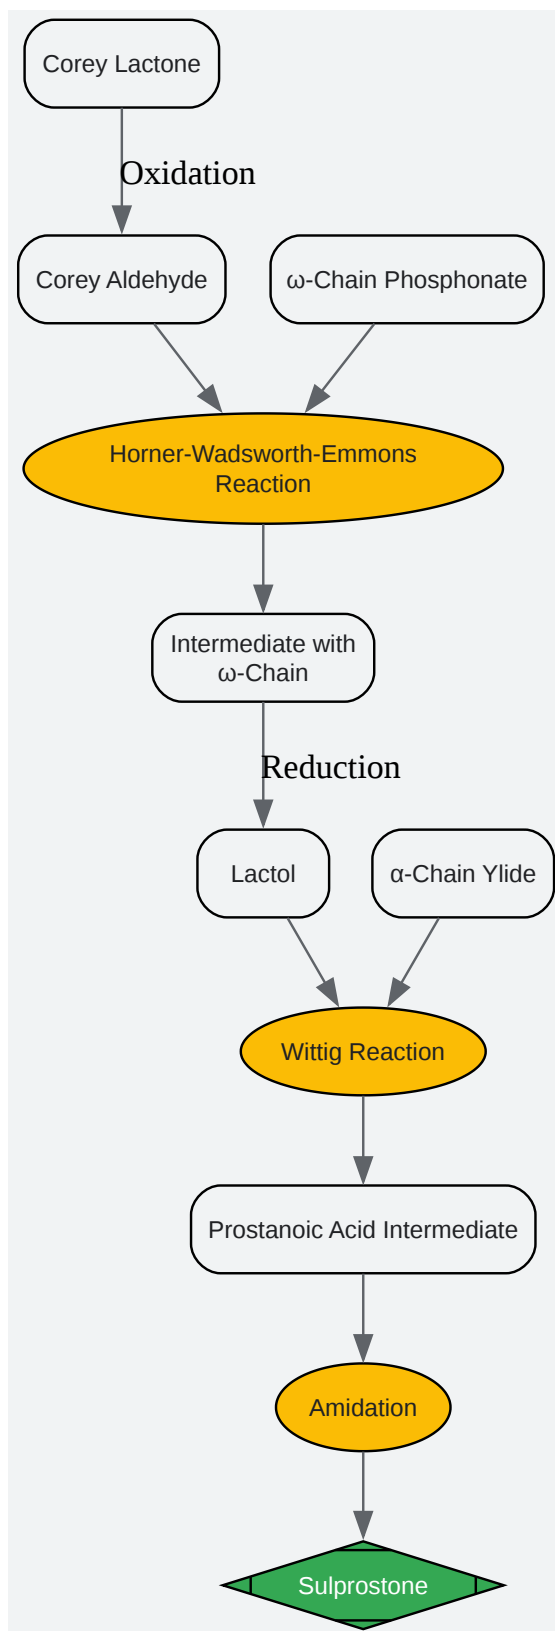 Corey Lactone
Oxidation
Corey Aldehyde
ω-Chain Phosphonate
Horner-Wadsworth-Emmons
Reaction
Intermediate with
ω-Chain
Reduction
Lactol
α-Chain Ylide
Wittig Reaction
Prostanoic Acid Intermediate
Amidation
Sulprostone